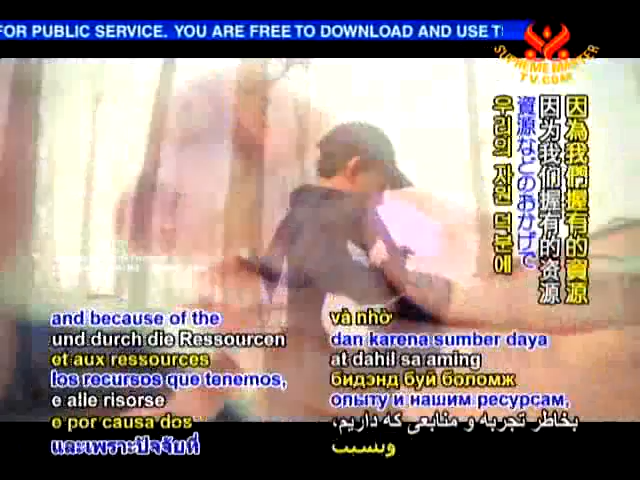 FOR PUBLIC SERVICE. YOU ARE FREE TO DOWNLOAD AND USE T
SUPREME MASTER
TV.COM
因為我們握有的資源
因为我们握有的资源
資源などのおかげで
우리의 자원 덕분에
and because of the
und durch die Ressourcen
et aux ressources
los recursos que tenemos,
e alle risorse
e por causa dos
และเพราะปัจจัยที่
và nhờ
dan karena sumber daya
at dahil sa aming
бидэнд буй боломж
опыту и нашим ресурсам,
بخاطر تجربه و منابعی که داریم،